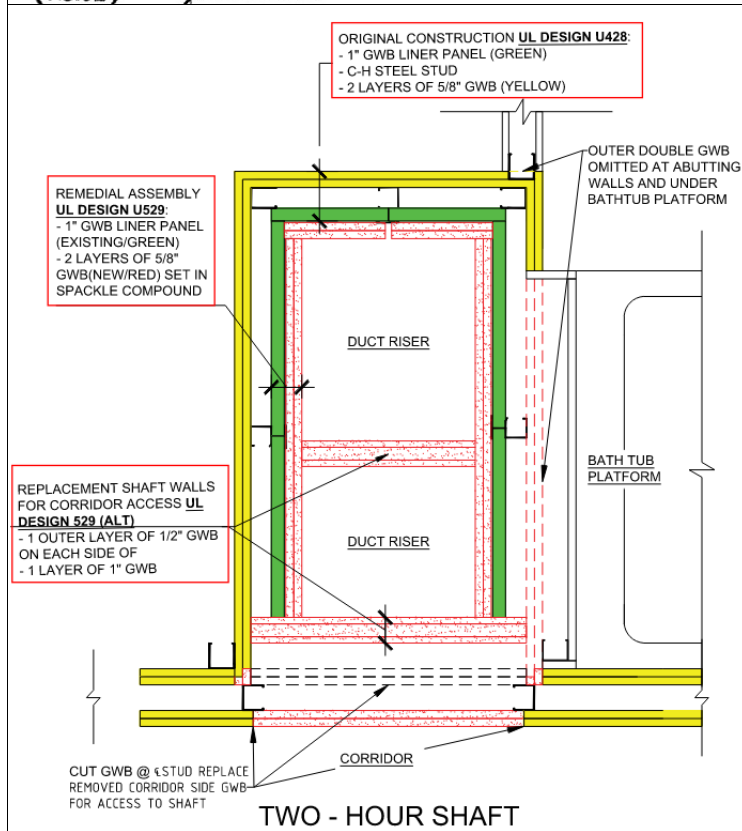 ORIGINAL CONSTRUCTION UL DESIGN U428:
- 1" GWB LINER PANEL (GREEN)
- C-H STEEL STUD
- 2 LAYERS OF 5/8" GWB (YELLOW)
OUTER DOUBLE GWB
OMITTED AT ABUTTING
WALLS AND UNDER
BATHTUB PLATFORM
REMEDIAL ASSEMBLY
UL DESIGN U529:
- 1" GWB LINER PANEL
(EXISTING/GREEN)
- 2 LAYERS OF 5/8"
GWB(NEW/RED) SET IN
SPACKLE COMPOUND
DUCT RISER
BATH TUB
PLATFORM
REPLACEMENT SHAFT WALLS
FOR CORRIDOR ACCESS UL
DESIGN 529 (ALT)
- 1 OUTER LAYER OF 1/2" GWB
ON EACH SIDE OF
- 1 LAYER OF 1" GWB
DUCT RISER
CORRIDOR
CUT GWB @ ℄ STUD REPLACE
REMOVED CORRIDOR SIDE GWB
FOR ACCESS TO SHAFT
TWO - HOUR SHAFT